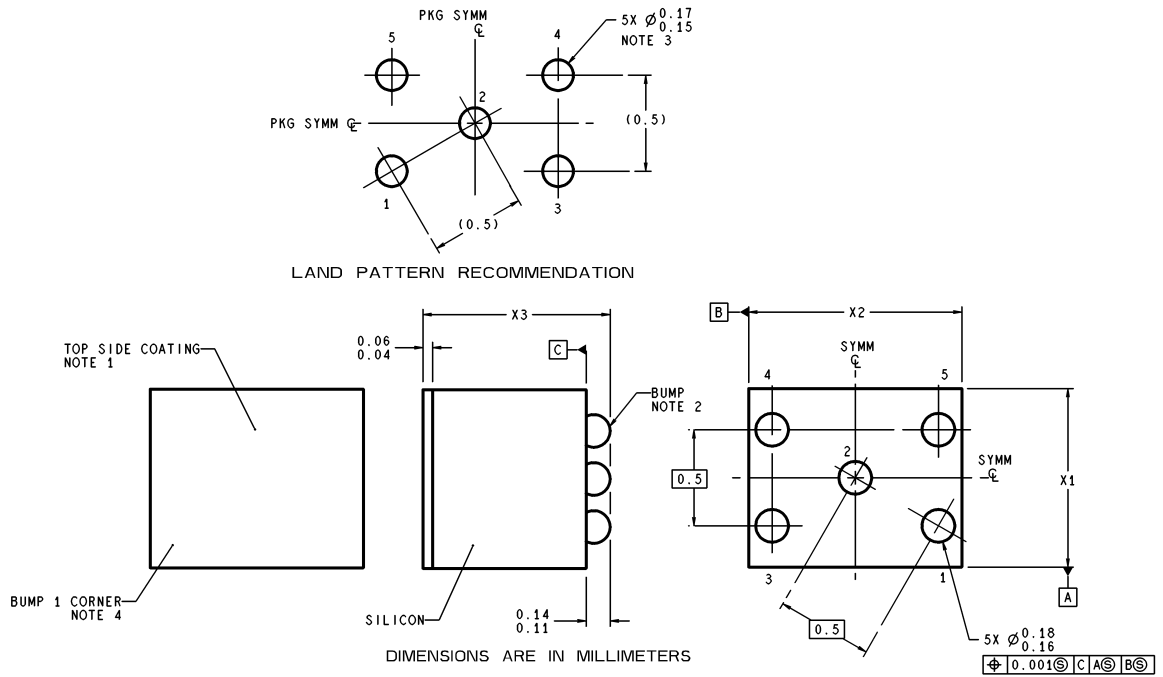 PKG SYMM
℄
5X Ø 0.17
0.15
NOTE 3
5
4
2
PKG SYMM ℄
(0.5)
1
3
(0.5)
LAND PATTERN RECOMMENDATION
TOP SIDE COATING
NOTE 1
BUMP 1 CORNER
NOTE 4
X3
0.06
0.04
C
BUMP
NOTE 2
SILICON
0.14
0.11
B
X2
SYMM
℄
4
5
2
SYMM
℄
0.5
X1
3
1
A
0.5
5X Ø 0.18
0.16
⌖ 0.001Ⓢ C AⓈ BⓈ
DIMENSIONS ARE IN MILLIMETERS